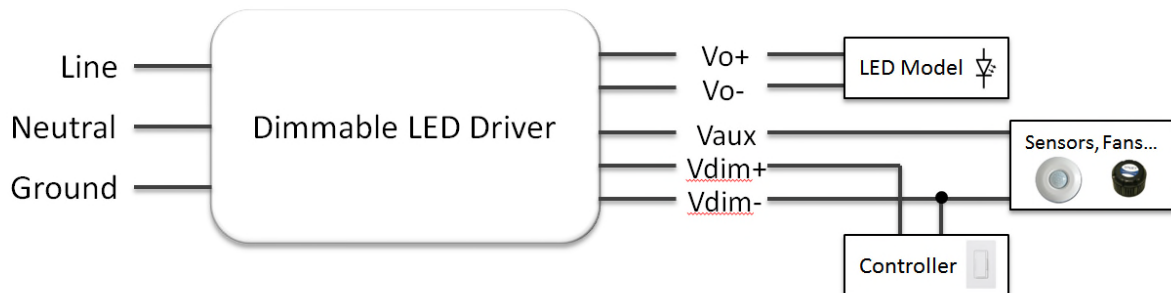 Line
Neutral
Ground
Dimmable LED Driver
Vo+
Vo-
Vaux
Vdim+
Vdim-
LED Model
Sensors, Fans...
Controller